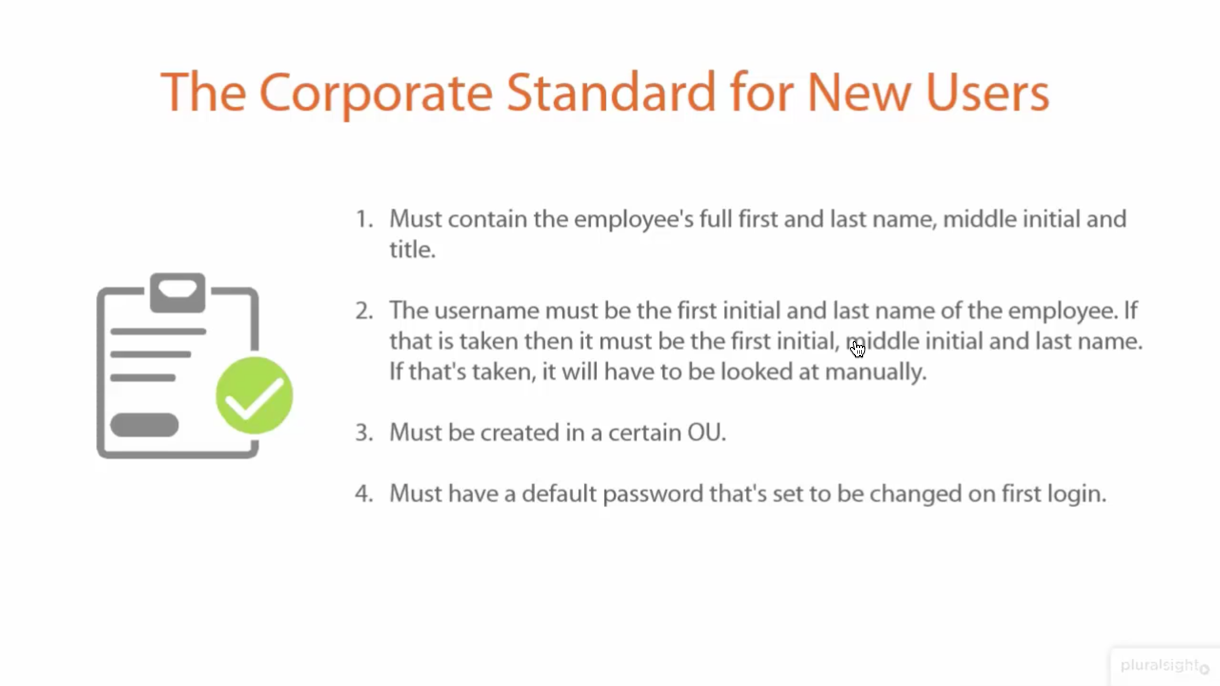 The Corporate Standard for New Users
1. Must contain the employee's full first and last name, middle initial and
title.
2. The username must be the first initial and last name of the employee. If
that is taken then it must be the first initial, middle initial and last name.
If that's taken, it will have to be looked at manually.
3. Must be created in a certain OU.
4. Must have a default password that's set to be changed on first login.
pluralsight